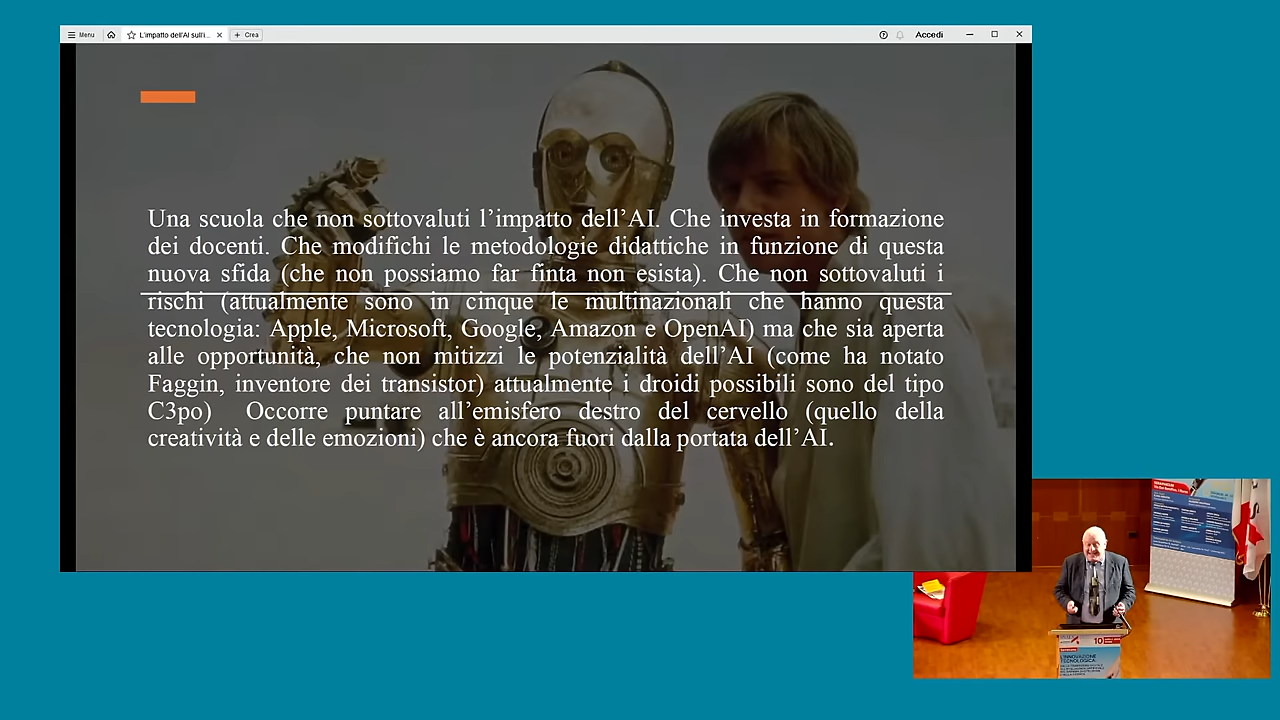 Menu
L'impatto dell'AI sull'i...
Crea
Accedi
Una scuola che non sottovaluti l’impatto dell’AI. Che investa in formazione
dei docenti. Che modifichi le metodologie didattiche in funzione di questa
nuova sfida (che non possiamo far finta non esista). Che non sottovaluti i
rischi (attualmente sono in cinque le multinazionali che hanno questa
tecnologia: Apple, Microsoft, Google, Amazon e OpenAI) ma che sia aperta
alle opportunità, che non mitizzi le potenzialità dell’AI (come ha notato
Faggin, inventore dei transistor) attualmente i droidi possibili sono del tipo
C3po) Occorre puntare all’emisfero destro del cervello (quello della
creatività e delle emozioni) che è ancora fuori dalla portata dell’AI.
10
L'INNOVAZIONE
TECNOLOGICA: